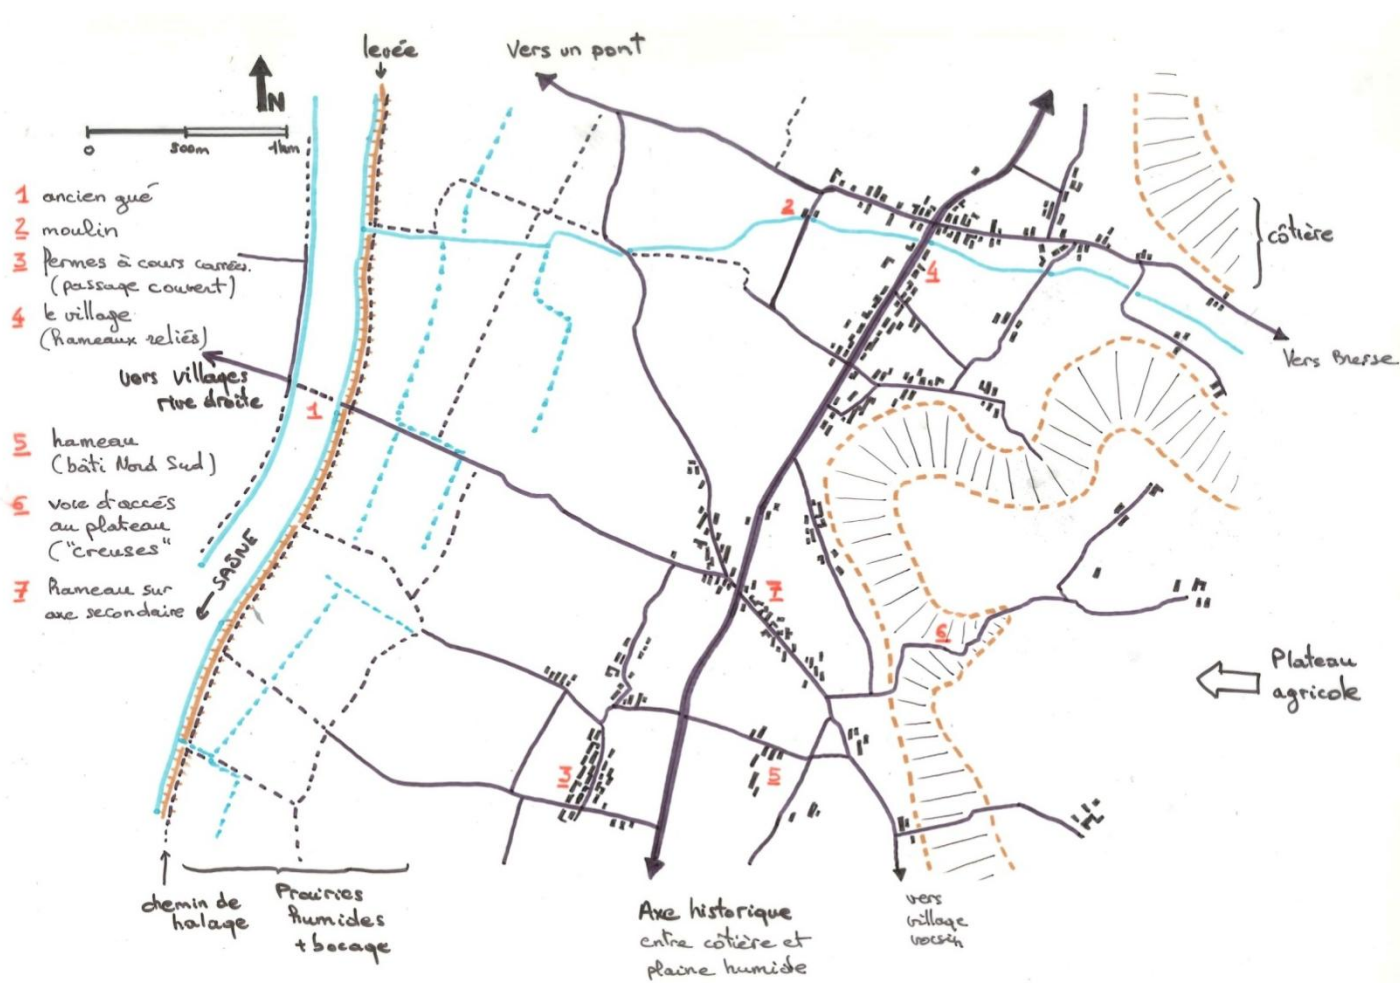 levée
Vers un pont
N
0 500m 1km
1 ancien gué
2 moulin
3 fermes à cours carrées.
(passage couvert)
4 le village
(hameaux reliés)
vers villages
rive droite
5 hameau
(bâti Nord Sud)
6 voie d'accés
au plateau
("creuses"
7 hameau sur
axe secondaire
SAÔNE
1
2
4
côtière
Vers Bresse
7
6
3
5
Plateau
agricole
chemin de
halage
Prairies
humides
+ bocage
Axe historique
entre côtière et
plaine humide
vers
village
voisin